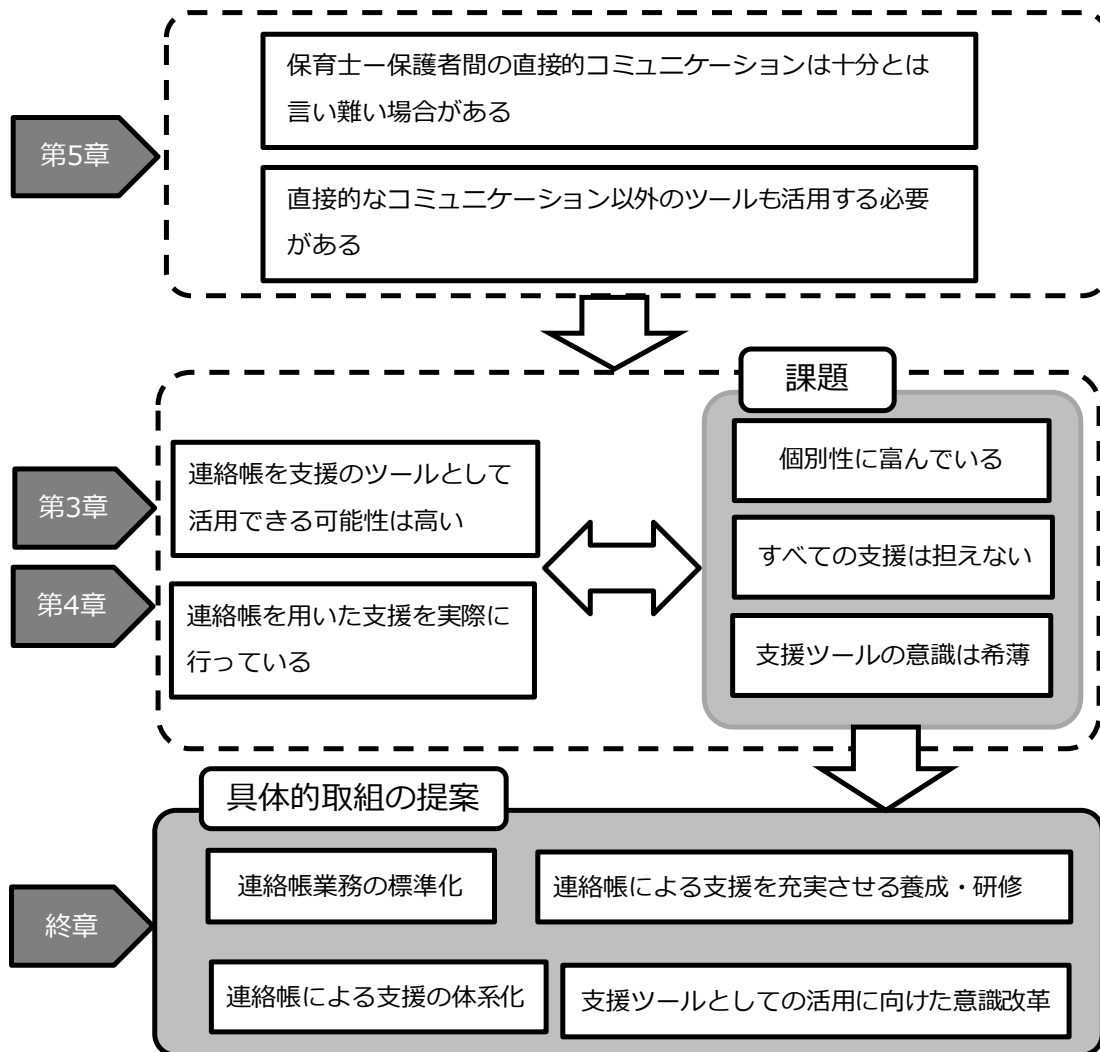 第5章
保育士ー保護者間の直接的コミュニケーションは十分とは
言い難い場合がある
直接的なコミュニケーション以外のツールも活用する必要
がある
第3章
第4章
連絡帳を支援のツールとして
活用できる可能性は高い
連絡帳を用いた支援を実際に
行っている
課題
個別性に富んでいる
すべての支援は担えない
支援ツールの意識は希薄
具体的取組の提案
終章
連絡帳業務の標準化
連絡帳による支援を充実させる養成・研修
連絡帳による支援の体系化
支援ツールとしての活用に向けた意識改革